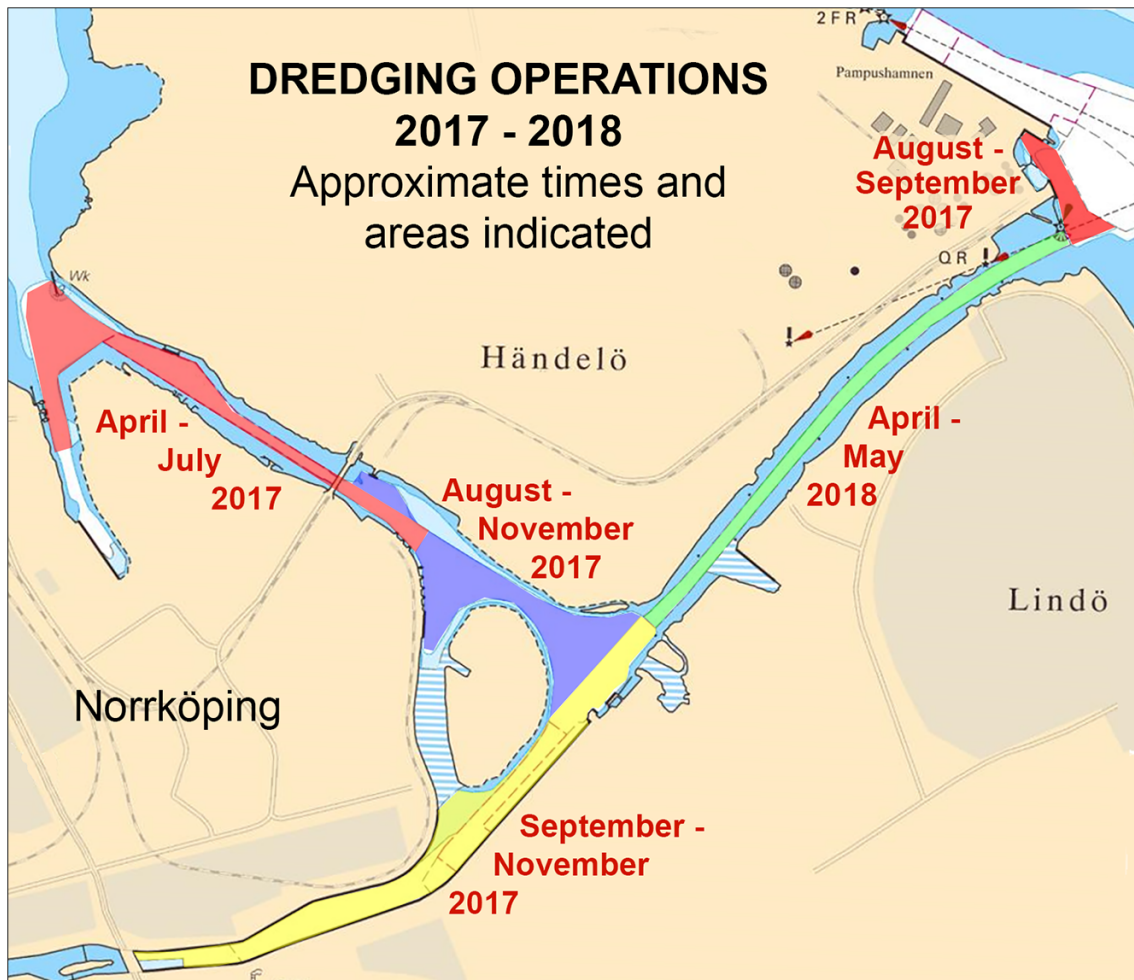 2 F R
Pampushamnen
DREDGING OPERATIONS
2017 - 2018
Approximate times and
areas indicated
August -
September
2017
Q R
Wk
Händelö
April -
July
2017
April -
May
2018
August -
November
2017
Lindö
Norrköping
September -
November
2017